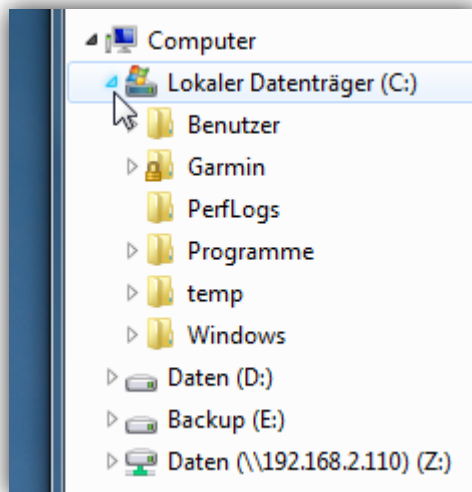 Computer
Lokaler Datenträger (C:)
Benutzer
Garmin
PerfLogs
Programme
temp
Windows
Daten (D:)
Backup (E:)
Daten (\\192.168.2.110) (Z:)